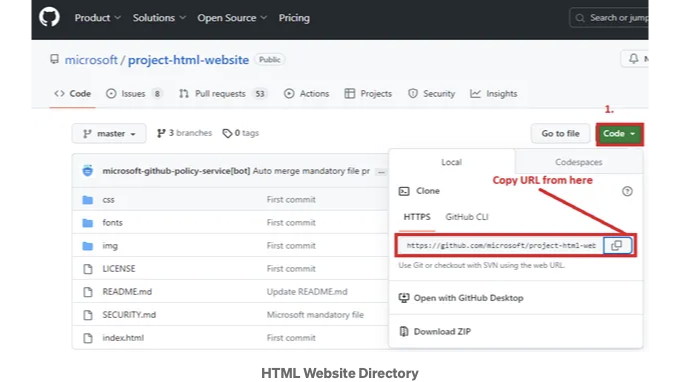 Product Solutions Open Source Pricing Search or jump
microsoft / project-html-website Public
Code Issues 8 Pull requests 53 Actions Projects Security Insights
1.
master 3 branches 0 tags Go to file Code
Local Codespaces
microsoft-github-policy-service[bot] Auto merge mandatory file pr ...
Copy URL from here
Clone
css First commit
HTTPS GitHub CLI
fonts First commit
img First commit
https://github.com/microsoft/project-html-web
Use Git or checkout with SVN using the web URL.
LICENSE First commit
README.md Update README.md
Open with GitHub Desktop
SECURITY.md Microsoft mandatory file
Download ZIP
index.html First commit
HTML Website Directory